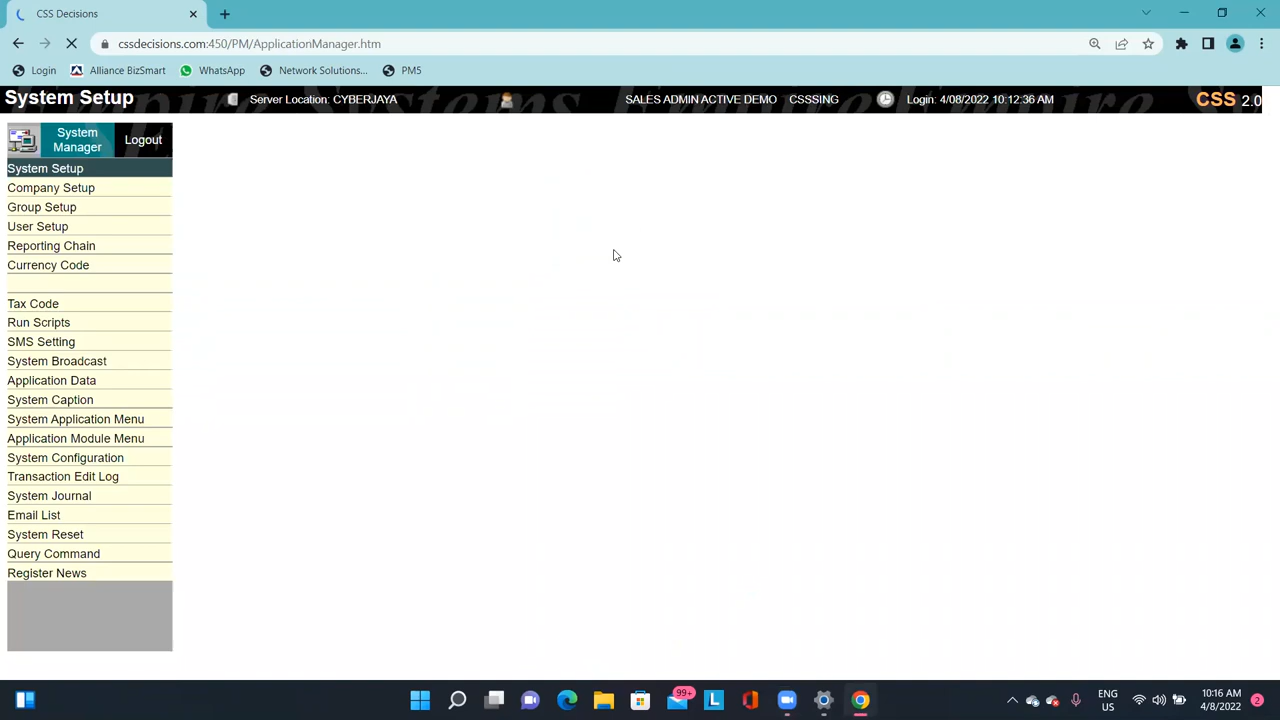 CSS Decisions
cssdecisions.com:450/PM/ApplicationManager.htm
Login
Alliance BizSmart
WhatsApp
Network Solutions...
PM5
System Setup
Server Location: CYBERJAYA
SALES ADMIN ACTIVE DEMO
CSSSING
Login: 4/08/2022 10:12:36 AM
CSS 2.0
System
Manager
Logout
System Setup
Company Setup
Group Setup
User Setup
Reporting Chain
Currency Code
Tax Code
Run Scripts
SMS Setting
System Broadcast
Application Data
System Caption
System Application Menu
Application Module Menu
System Configuration
Transaction Edit Log
System Journal
Email List
System Reset
Query Command
Register News
99+
L
ENG
US
10:16 AM
4/8/2022
2